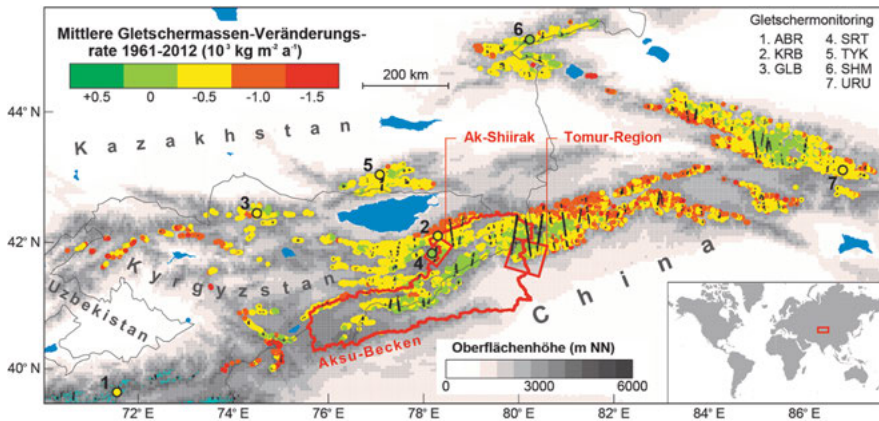 Mittlere Gletschermassen-Veränderungs-
rate 1961-2012 (10³ kg m⁻² a⁻¹)
+0.5 0 -0.5 -1.0 -1.5
200 km
Gletschermonitoring
1. ABR 4. SRT
2. KRB 5. TYK
3. GLB 6. SHM
7. URU
6
44° N
Kazakhstan
Ak-Shiirak
Tomur-Region
5
7
3
2
42° N
4
Kyrgyzstan
China
Uzbekistan
Aksu-Becken
Oberflächenhöhe (m NN)
0 3000 6000
40° N
1
72° E 74° E 76° E 78° E 80° E 82° E 84° E 86° E